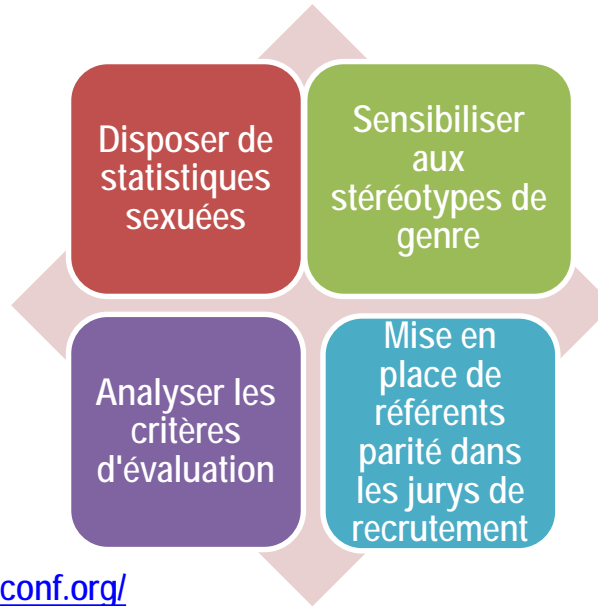 Disposer de
statistiques
sexuées
Sensibiliser
aux
stéréotypes de
genre
Analyser les
critères
d'évaluation
Mise en
place de
référents
parité dans
les jurys de
recrutement
conf.org/